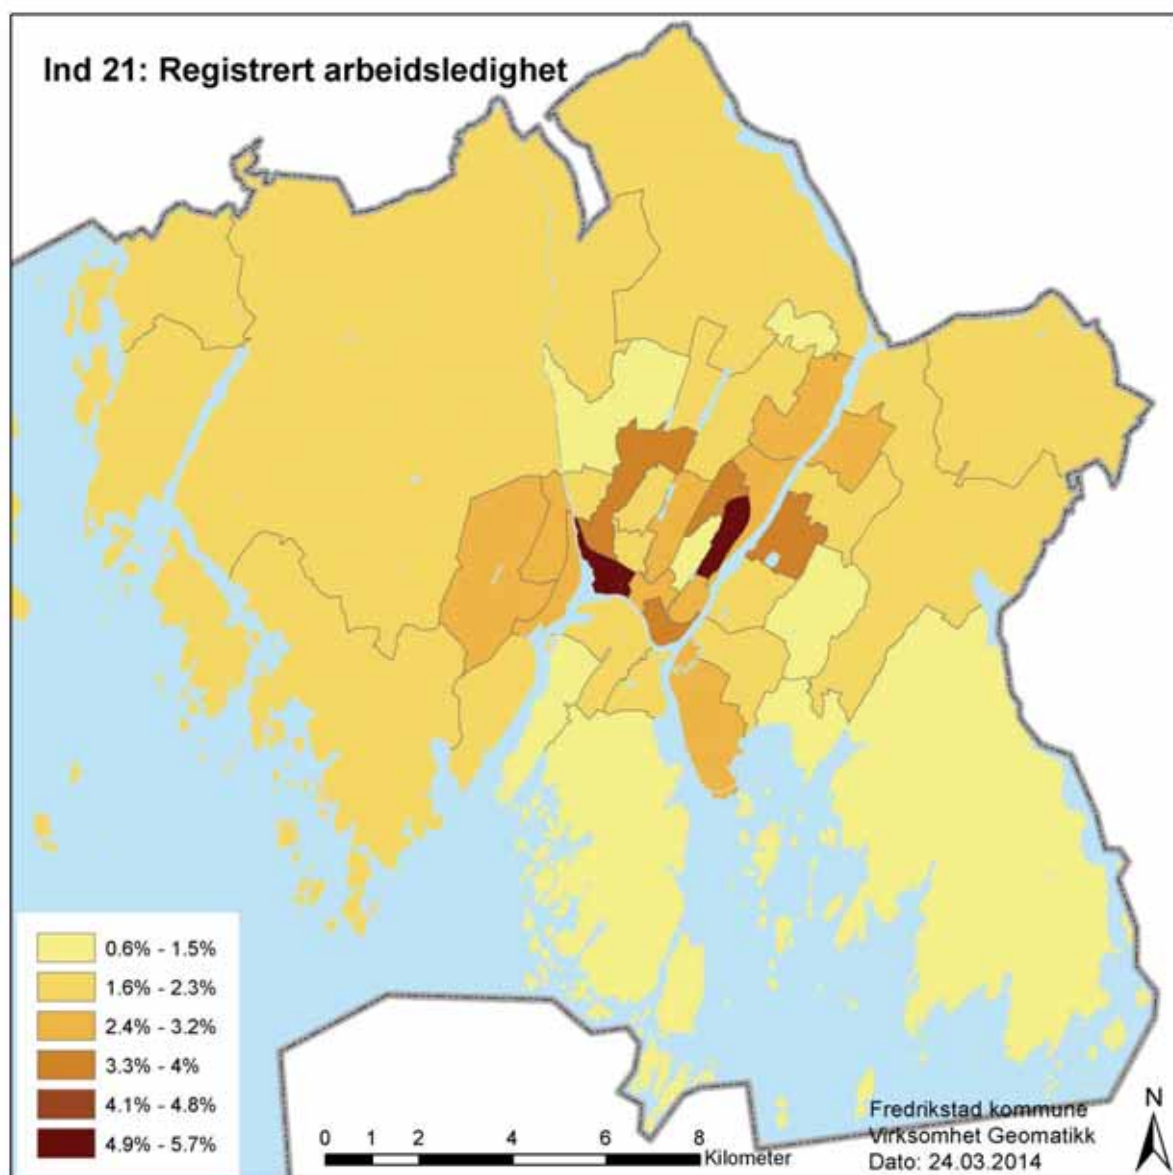 Ind 21: Registrert arbeidsledighet
0.6% - 1.5%
1.6% - 2.3%
2.4% - 3.2%
3.3% - 4%
4.1% - 4.8%
4.9% - 5.7%
0 1 2 4 6 8
Kilometer
N
Fredrikstad kommune
Virksomhet Geomatikk
Dato: 24.03.2014